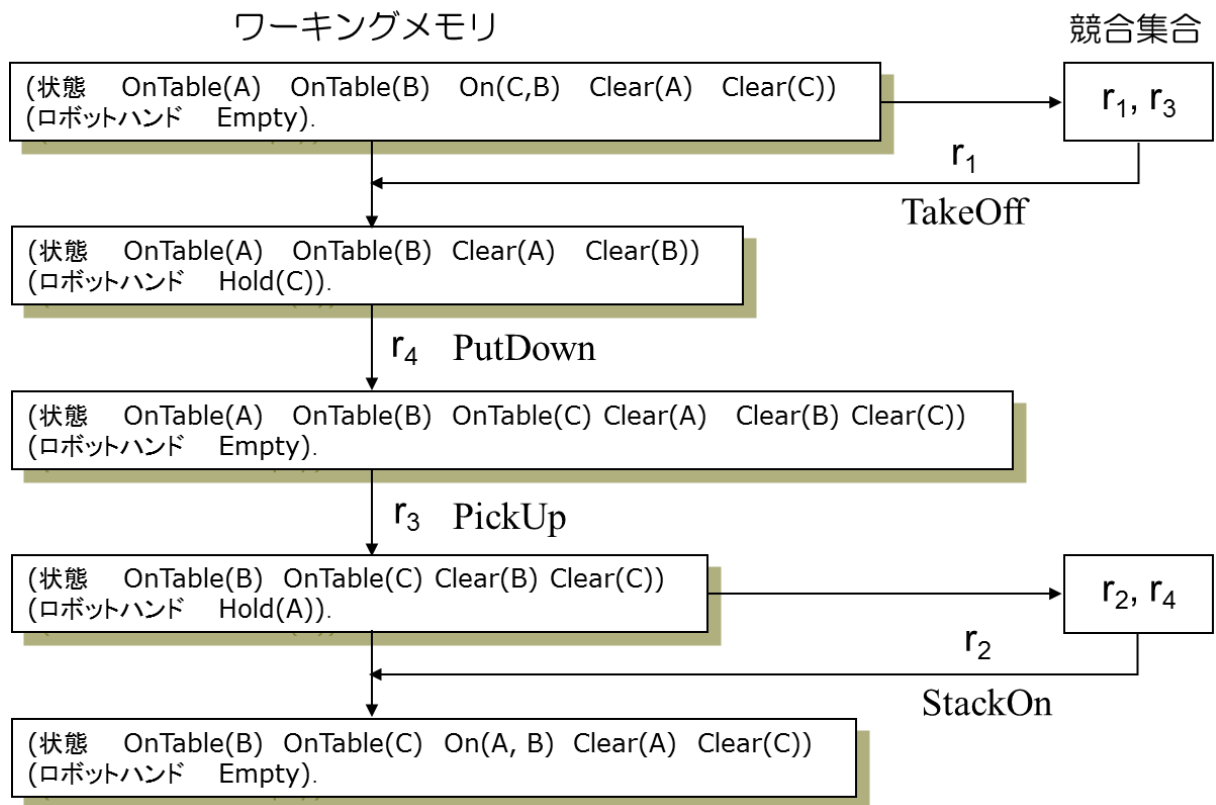 ワーキングメモリ
競合集合
(状態 OnTable(A) OnTable(B) On(C,B) Clear(A) Clear(C))
(ロボットハンド Empty).
r1, r3
r1
TakeOff
(状態 OnTable(A) OnTable(B) Clear(A) Clear(B))
(ロボットハンド Hold(C)).
r4 PutDown
(状態 OnTable(A) OnTable(B) OnTable(C) Clear(A) Clear(B) Clear(C))
(ロボットハンド Empty).
r3 PickUp
(状態 OnTable(B) OnTable(C) Clear(B) Clear(C))
(ロボットハンド Hold(A)).
r2, r4
r2
StackOn
(状態 OnTable(B) OnTable(C) On(A, B) Clear(A) Clear(C))
(ロボットハンド Empty).